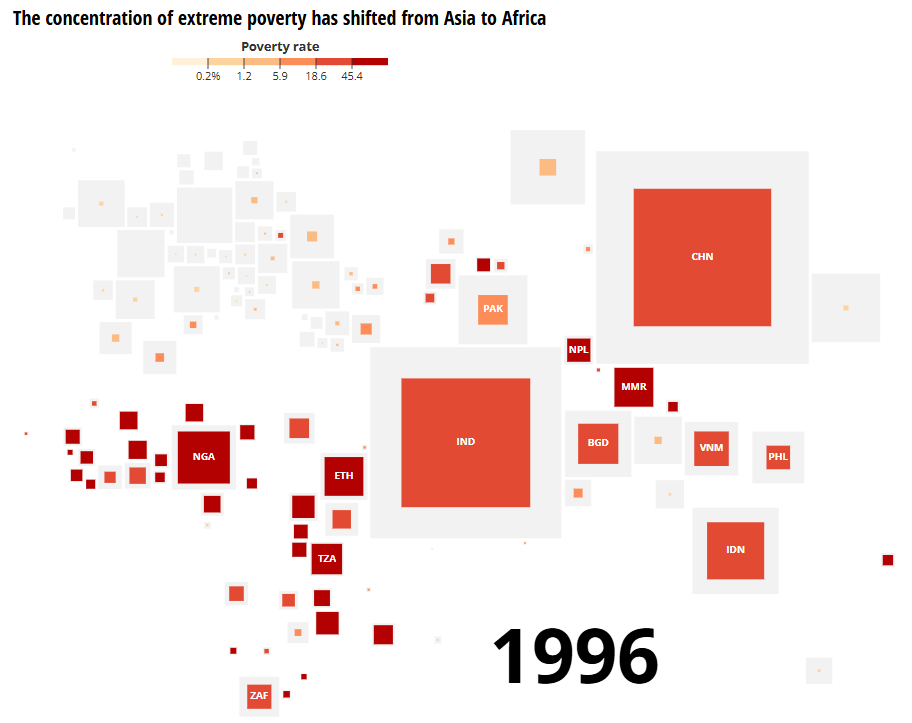 The concentration of extreme poverty has shifted from Asia to Africa
Poverty rate
0.2% 1.2 5.9 18.6 45.4
CHN
PAK
NPL
MMR
IND
BGD
VNM
PHL
NGA
ETH
IDN
TZA
1996
ZAF